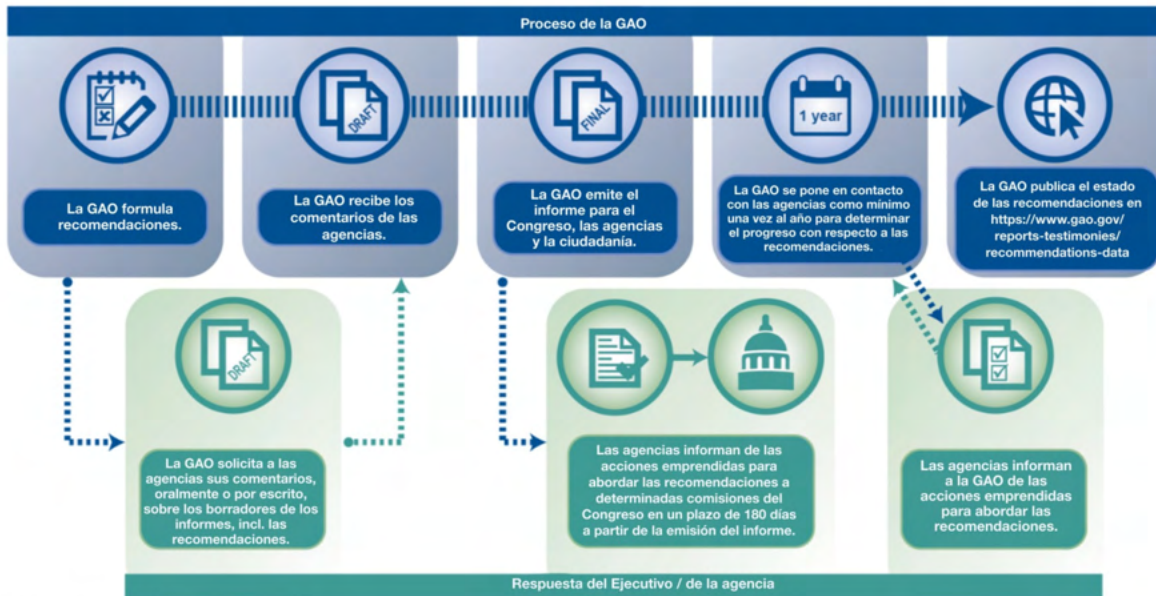 Proceso de la GAO
DRAFT
FINAL
1 year
La GAO formula
recomendaciones.
La GAO recibe los
comentarios de las
agencias.
La GAO emite el
informe para el
Congreso, las agencias
y la ciudadanía.
La GAO se pone en contacto
con las agencias como mínimo
una vez al año para determinar
el progreso con respecto a las
recomendaciones.
La GAO publica el estado
de las recomendaciones en
https://www.gao.gov/
reports-testimonies/
recommendations-data
DRAFT
La GAO solicita a las
agencias sus comentarios,
oralmente o por escrito,
sobre los borradores de los
informes, incl. las
recomendaciones.
Las agencias informan de las
acciones emprendidas para
abordar las recomendaciones a
determinadas comisiones del
Congreso en un plazo de 180 días
a partir de la emisión del informe.
Las agencias informan
a la GAO de las
acciones emprendidas
para abordar las
recomendaciones.
Respuesta del Ejecutivo / de la agencia